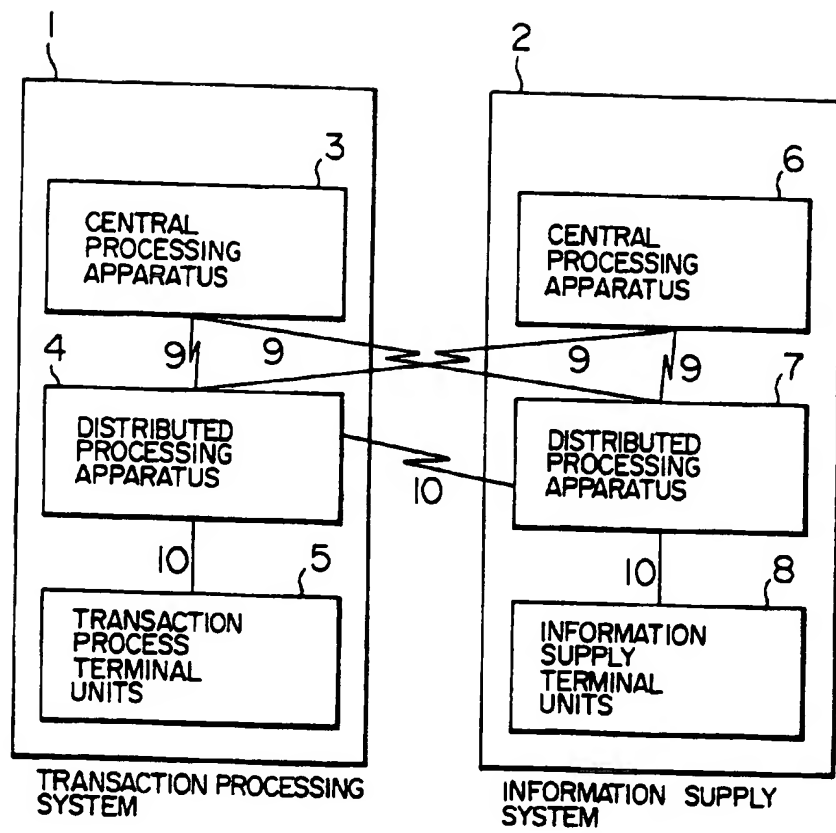 1
2
3
6
CENTRAL
PROCESSING
APPARATUS
CENTRAL
PROCESSING
APPARATUS
4
9
9
9
9
7
DISTRIBUTED
PROCESSING
APPARATUS
DISTRIBUTED
PROCESSING
APPARATUS
10
10
5
10
8
TRANSACTION
PROCESS
TERMINAL
UNITS
INFORMATION
SUPPLY
TERMINAL
UNITS
TRANSACTION PROCESSING
SYSTEM
INFORMATION SUPPLY
SYSTEM